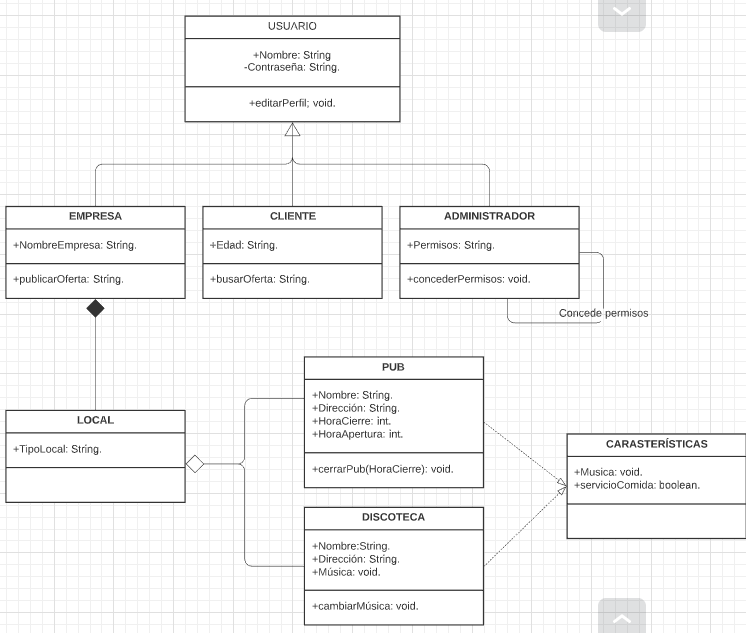 USUARIO
+Nombre: String
-Contraseña: String.
+editarPerfil; void.
EMPRESA
+NombreEmpresa: String.
+publicarOferta: String.
CLIENTE
+Edad: String.
+busarOferta: String.
ADMINISTRADOR
+Permisos: String.
+concederPermisos: void.
Concede permisos
LOCAL
+TipoLocal: String.
PUB
+Nombre: String.
+Dirección: String.
+HoraCierre: int.
+HoraApertura: int.
+cerrarPub(HoraCierre): void.
DISCOTECA
+Nombre:String.
+Dirección: String.
+Música: void.
+cambiarMúsica: void.
CARASTERÍSTICAS
+Musica: void.
+servicioComida: boolean.